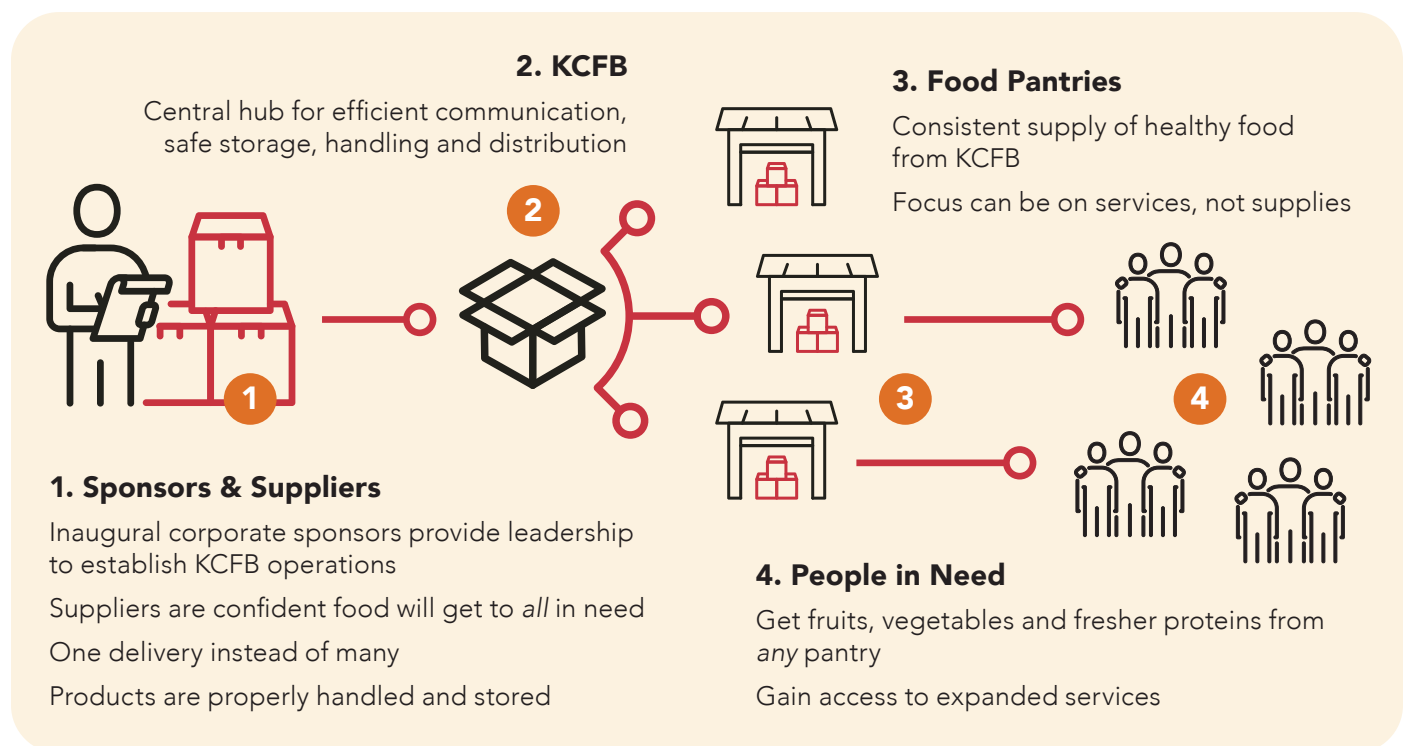 2. KCFB
Central hub for efficient communication,
safe storage, handling and distribution
3. Food Pantries
Consistent supply of healthy food
from KCFB
Focus can be on services, not supplies
2
1
3
4
1. Sponsors & Suppliers
Inaugural corporate sponsors provide leadership
to establish KCFB operations
Suppliers are confident food will get to all in need
One delivery instead of many
Products are properly handled and stored
4. People in Need
Get fruits, vegetables and fresher proteins from
any pantry
Gain access to expanded services